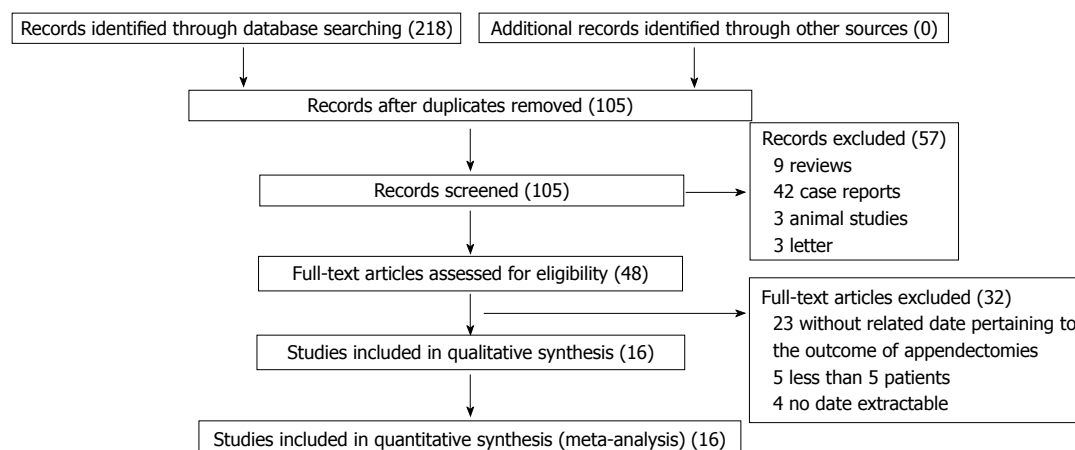 Records identified through database searching (218)
Additional records identified through other sources (0)
Records after duplicates removed (105)
Records screened (105)
Records excluded (57)
9 reviews
42 case reports
3 animal studies
3 letter
Full-text articles assessed for eligibility (48)
Full-text articles excluded (32)
23 without related date pertaining to
the outcome of appendectomies
5 less than 5 patients
4 no date extractable
Studies included in qualitative synthesis (16)
Studies included in quantitative synthesis (meta-analysis) (16)